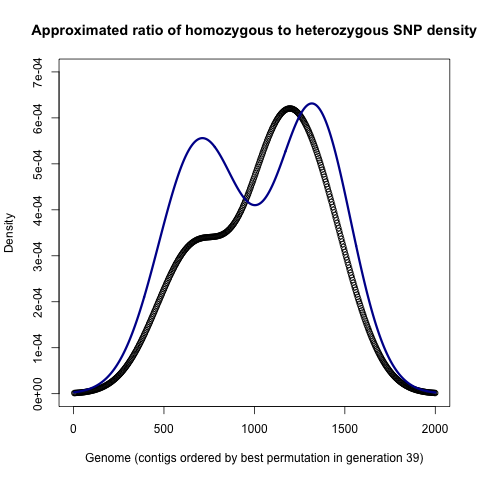 Approximated ratio of homozygous to heterozygous SNP density
Density
7e-04
6e-04
5e-04
4e-04
3e-04
2e-04
1e-04
0e+00
0 500 1000 1500 2000
Genome (contigs ordered by best permutation in generation 39)